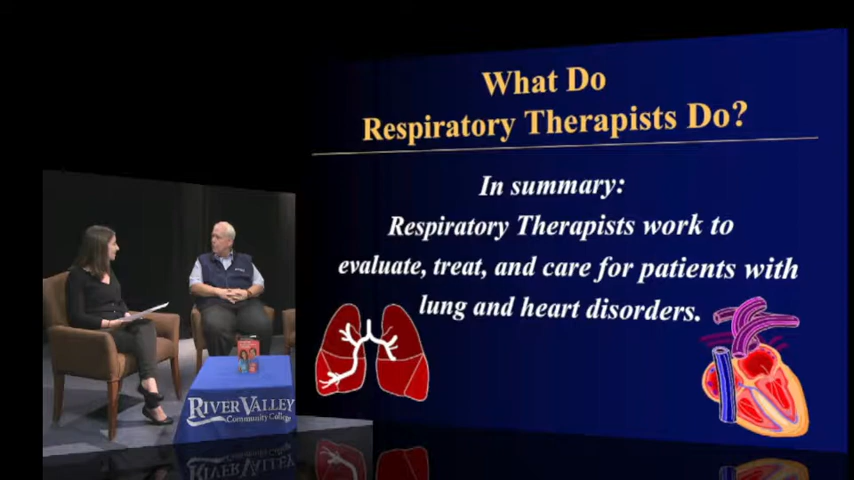 What Do
Respiratory Therapists Do?
In summary:
Respiratory Therapists work to
evaluate, treat, and care for patients with
lung and heart disorders.
RIVER VALLEY
Community College